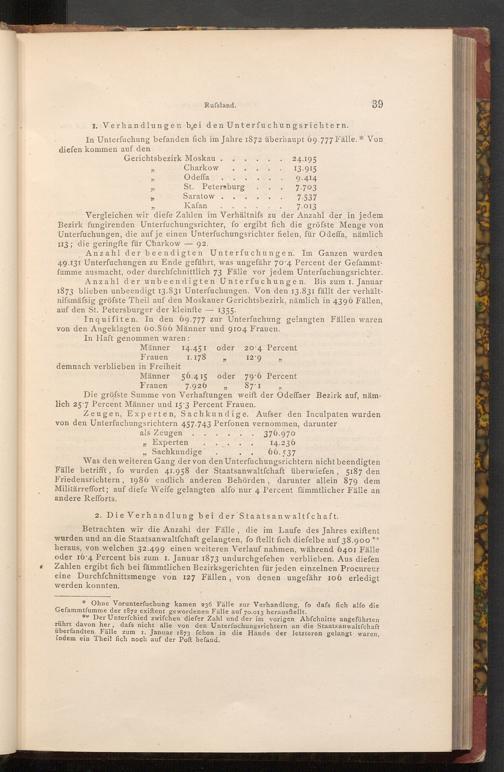 Rufsland. 39
1. Verhandlungen bei den Unterfuchungsrichtern.
In Unterfuchung befanden fich im Jahre 1872 überhaupt 69.777 Fälle.* Von
diefen kommen auf den
Gerichtsbezirk Moskau . . . . . . 24.195
„ Charkow . . . . . 13.915
„ Odeffa . . . . . . 9.414
„ St. Petersburg . . . 7.703
„ Saratow . . . . . 7.537
„ Kafan . . . . . . 7.013
Vergleichen wir diefe Zahlen im Verhältnifs zu der Anzahl der in jedem
Bezirk fungirenden Unterfuchungsrichter, fo ergibt fich die gröfste Menge von
Unterfuchungen, die auf je einen Unterfuchungsrichter fielen, für Odeffa, nämlich
113; die geringfte für Charkow — 92.
Anzahl der beendigten Unterfuchungen. Im Ganzen wurden
49.131 Unterfuchungen zu Ende geführt, was ungefähr 70·4 Percent der Gefammt-
fumme ausmacht, oder durchfchnittlich 73 Fälle vor jedem Unterfuchungsrichter.
Anzahl der unbeendigten Unterfuchungen. Bis zum 1. Januar
1873 blieben unbeendigt 13.831 Unterfuchungen. Von den 13.831 fällt der verhält-
nifsmäfsig gröfste Theil auf den Moskauer Gerichtsbezirk, nämlich in 4396 Fällen,
auf den St. Petersburger der kleinfte — 1355.
Inquifiten. In den 69.777 zur Unterfuchung gelangten Fällen waren
von den Angeklagten 60.866 Männer und 9104 Frauen.
In Haft genommen waren:
Männer 14.451 oder 20·4 Percent
Frauen 1.178 „ 12·9 „
demnach verblieben in Freiheit
Männer 56.415 oder 79·6 Percent
Frauen 7.926 „ 87·1 „
Die gröfste Summe von Verhaftungen weift der Odeffaer Bezirk auf, näm-
lich 25·7 Percent Männer und 15·3 Percent Frauen.
Zeugen, Experten, Sachkundige. Aufser den Inculpaten wurden
von den Unterfuchungsrichtern 457.743 Perfonen vernommen, darunter
als Zeugen . . . . . . 376.970
„ Experten . . . . . 14.236
„ Sachkundige . . . . 66.537
Was den weiteren Gang der von den Unterfuchungsrichtern nicht beendigten
Fälle betrifft, fo wurden 41.958 der Staatsanwaltfchaft überwiefen, 5187 den
Friedensrichtern, 1986 endlich anderen Behörden, darunter allein 879 dem
Militärreffort; auf diefe Weife gelangten alfo nur 4 Percent fämmtlicher Fälle an
andere Refforts.
2. Die Verhandlung bei der Staatsanwaltfchaft.
Betrachten wir die Anzahl der Fälle, die im Laufe des Jahres exiftent
wurden und an die Staatsanwaltfchaft gelangten, fo ftellt fich diefelbe auf 38.900**
heraus, von welchen 32.499 einen weiteren Verlauf nahmen, während 6401 Fälle
oder 16·4 Percent bis zum 1. Januar 1873 undurchgefehen verblieben. Aus diefen
Zahlen ergibt fich bei fämmtlichen Bezirksgerichten für jeden einzelnen Procureur
eine Durchfchnittsmenge von 127 Fällen, von denen ungefähr 106 erledigt
werden konnten.
* Ohne Vorunterfuchung kamen 236 Fälle zur Verhandlung, fo dafs fich alfo die
Gefammtfumme der 1872 exiftent gewordenen Fälle auf 70.013 herausftellt.
** Der Unterfchied zwifchen diefer Zahl und der im vorigen Abfchnitte angeführten
rührt davon her, dafs nicht alle von den Unterfuchungsrichtern an die Staatsanwaltfchaft
überfandten Fälle zum 1. Januar 1873 fchon in die Hände der letzteren gelangt waren,
fondern ein Theil fich noch auf der Poft befand.